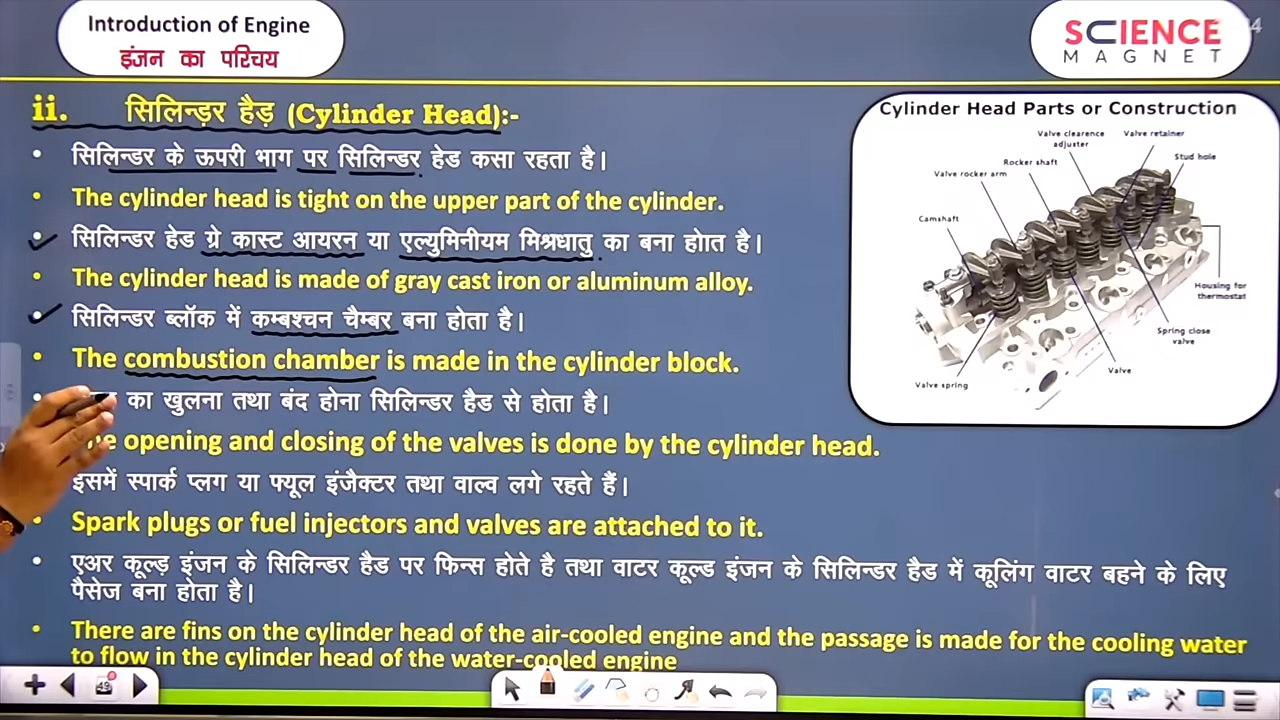 Introduction of Engine
इंजन का परिचय
SCIENCE
MAGNET
ii. सिलिन्ड़र हैड़ (Cylinder Head):-
• सिलिन्डर के ऊपरी भाग पर सिलिन्डर हेड कसा रहता है।
• The cylinder head is tight on the upper part of the cylinder.
• सिलिन्डर हेड ग्रे कास्ट आयरन या एल्युमिनीयम मिश्रधातु का बना होात है।
• The cylinder head is made of gray cast iron or aluminum alloy.
• सिलिन्डर ब्लॉक में कम्बश्चन चैम्बर बना होता है।
• The combustion chamber is made in the cylinder block.
• का खुलना तथा बंद होना सिलिन्डर हैड से होता है।
opening and closing of the valves is done by the cylinder head.
इसमें स्पार्क प्लग या फ्यूल इंजैक्टर तथा वाल्व लगे रहते हैं।
• Spark plugs or fuel injectors and valves are attached to it.
• एअर कूल्ड़ इंजन के सिलिन्डर हैड पर फिन्स होते है तथा वाटर कूल्ड इंजन के सिलिन्डर हैड में कूलिंग वाटर बहने के लिए
पैसेज बना होता है।
• There are fins on the cylinder head of the air-cooled engine and the passage is made for the cooling water
to flow in the cylinder head of the water-cooled engine
Cylinder Head Parts or Construction
Valve clearance
adjuster
Valve retainer
Rocker shaft
Stud hole
Valve rocker arm
Camshaft
Housing for
thermostat
Spring close
valve
Valve
Valve spring
49